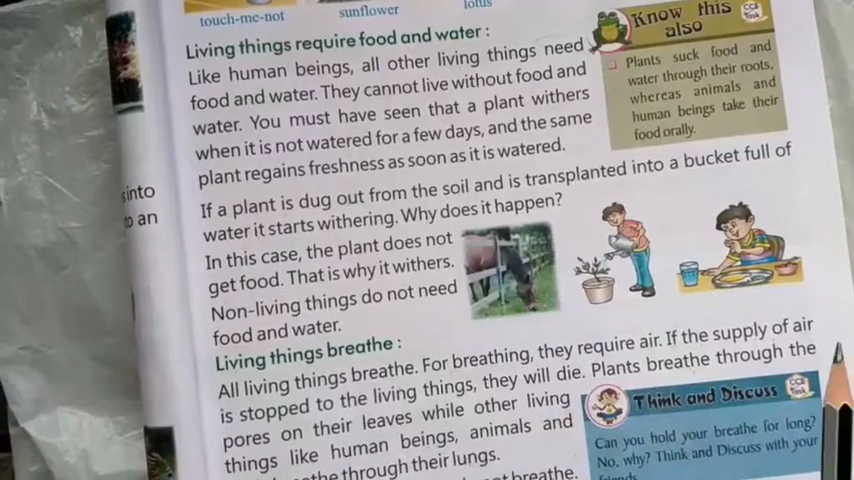 touch-me-not
sunflower
lotus
Living things require food and water :
Like human beings, all other living things need
food and water. They cannot live without food and
water. You must have seen that a plant withers
when it is not watered for a few days, and the same
plant regains freshness as soon as it is watered.
Know this
also
CCE
Task
Plants suck food and
water through their roots,
whereas animals and
human beings take their
food orally.
If a plant is dug out from the soil and is transplanted into a bucket full of
water it starts withering. Why does it happen?
In this case, the plant does not
get food. That is why it withers.
Non-living things do not need
food and water.
into
to an
Living things breathe :
All living things breathe. For breathing, they require air. If the supply of air
is stopped to the living things, they will die. Plants breathe through the
pores on their leaves while other living
things like human beings, animals and
through their lungs.
breathe.
Think and Discuss
CCE
Task
Can you hold your breathe for long?
No, why? Think and Discuss with your